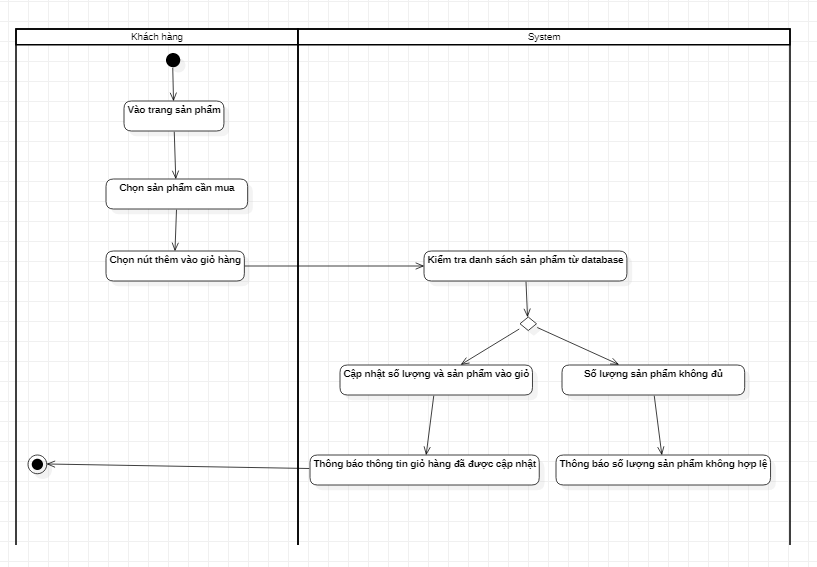 Khách hàng
System
Vào trang sản phẩm
Chọn sản phẩm cần mua
Chọn nút thêm vào giỏ hàng
Kiểm tra danh sách sản phẩm từ database
Cập nhật số lượng và sản phẩm vào giỏ
Số lượng sản phẩm không đủ
Thông báo thông tin giỏ hàng đã được cập nhật
Thông báo số lượng sản phẩm không hợp lệ